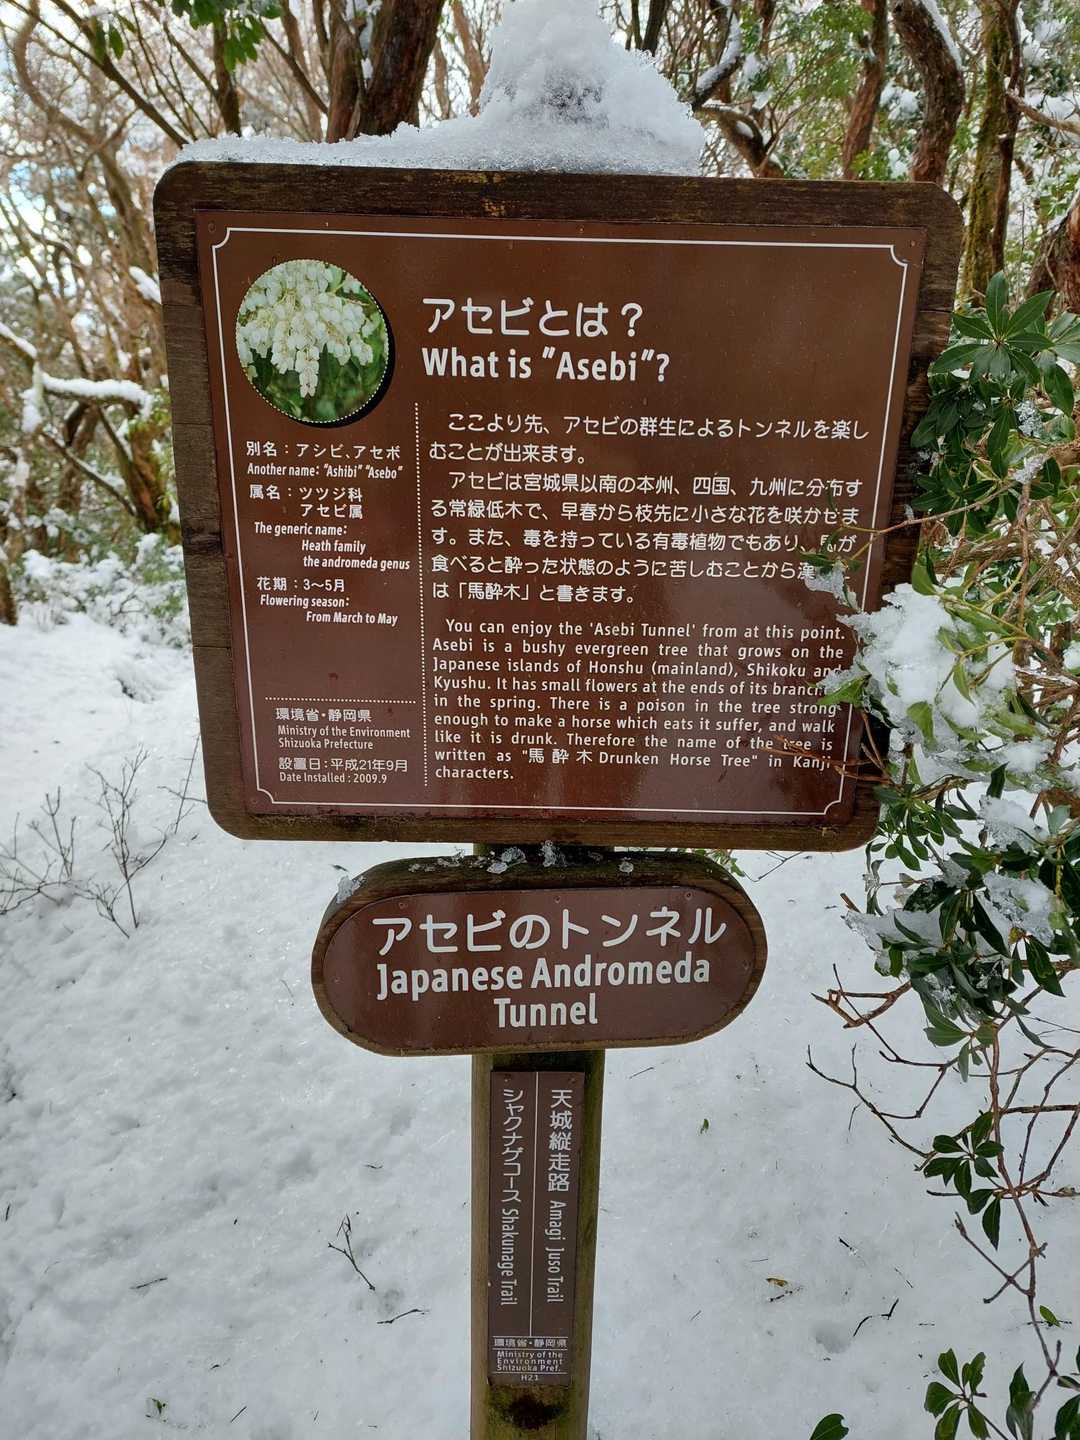 アセビとは？
What is "Asebi"?
別名：アシビ、アセボ
Another name: "Ashibi" "Asebo"
属名：ツツジ科
アセビ属
The generic name:
Heath family
the andromeda genus
花期：3～5月
Flowering season:
From March to May
環境省・静岡県
Ministry of the Environment
Shizuoka Prefecture
設置日：平成21年9月
Date Installed : 2009.9
ここより先、アセビの群生によるトンネルを楽し
むことが出来ます。
アセビは宮城県以南の本州、四国、九州に分布す
る常緑低木で、早春から枝先に小さな花を咲かせま
す。また、毒を持っている有毒植物でもあり、が
食べると酔った状態のように苦しむことから漢
は「馬酔木」と書きます。
You can enjoy the 'Asebi Tunnel' from at this point.
Asebi is a bushy evergreen tree that grows on the
Japanese islands of Honshu (mainland), Shikoku and
Kyushu. It has small flowers at the ends of its branches
in the spring. There is a poison in the tree strong
enough to make a horse which eats it suffer, and walk
like it is drunk. Therefore the name of the tree is
written as "馬酔木 Drunken Horse Tree" in Kanji
characters.
アセビのトンネル
Japanese Andromeda
Tunnel
天城縦走路 Amagi Juso Trail
シャクナゲコース Shakunage Trail
環境省・静岡県
Ministry of the
Environment
Shizuoka Pref.
H21